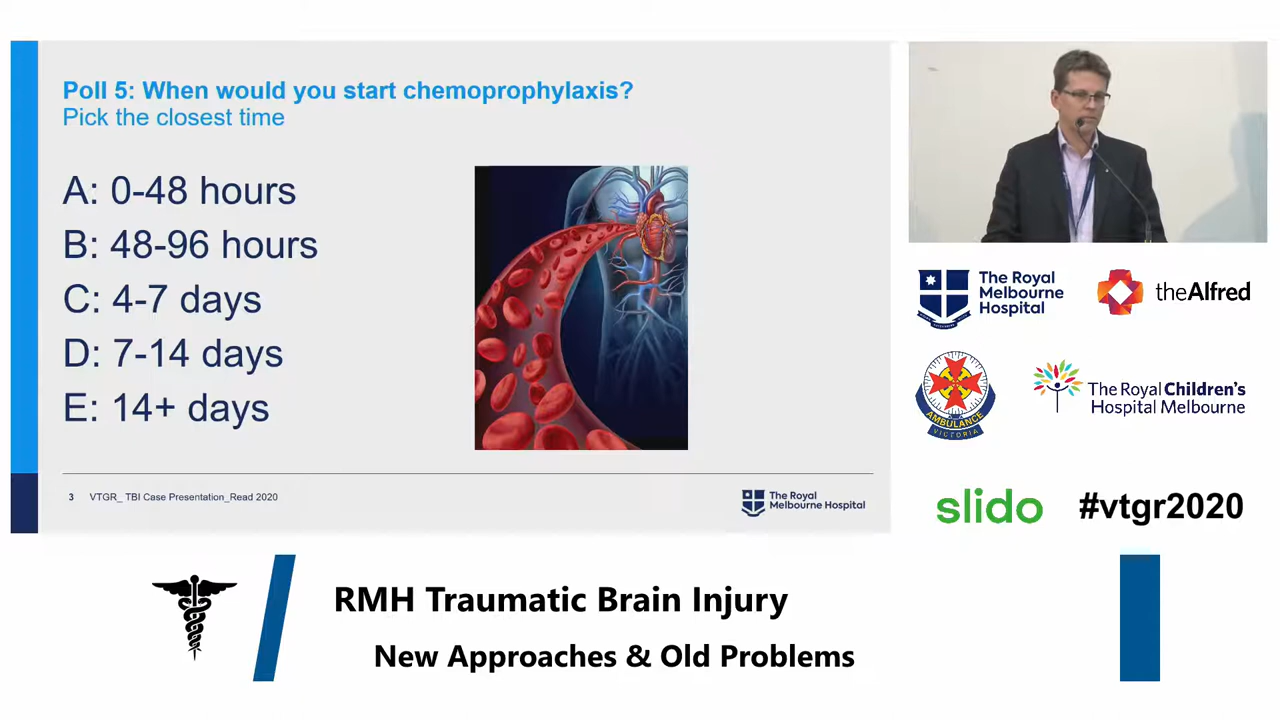 Poll 5: When would you start chemoprophylaxis?
Pick the closest time
A: 0-48 hours
B: 48-96 hours
C: 4-7 days
D: 7-14 days
E: 14+ days
3 VTGR_ TBI Case Presentation_Read 2020
The Royal
Melbourne Hospital
The Royal
Melbourne
Hospital
theAlfred
AMBULANCE
VICTORIA
The Royal Children's
Hospital Melbourne
slido
#vtgr2020
RMH Traumatic Brain Injury
New Approaches & Old Problems